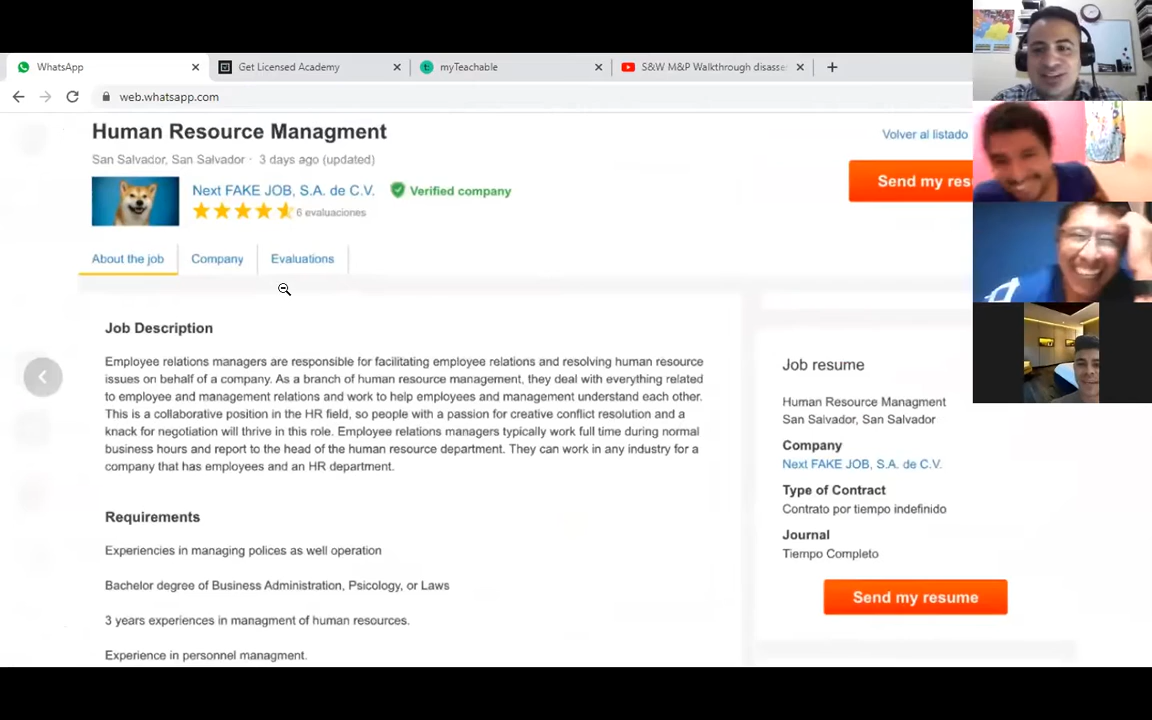 WhatsApp
Get Licensed Academy
myTeachable
S&W M&P Walkthrough disasse
web.whatsapp.com
Human Resource Managment
San Salvador, San Salvador · 3 days ago (updated)
Next FAKE JOB, S.A. de C.V.
Verified company
6 evaluaciones
Volver al listado
Send my res
About the job
Company
Evaluations
Job Description
Employee relations managers are responsible for facilitating employee relations and resolving human resource
issues on behalf of a company. As a branch of human resource management, they deal with everything related
to employee and management relations and work to help employees and management understand each other.
This is a collaborative position in the HR field, so people with a passion for creative conflict resolution and a
knack for negotiation will thrive in this role. Employee relations managers typically work full time during normal
business hours and report to the head of the human resource department. They can work in any industry for a
company that has employees and an HR department.
Requirements
Experiencies in managing polices as well operation
Bachelor degree of Business Administration, Psicology, or Laws
3 years experiences in managment of human resources.
Experience in personnel managment.
Job resume
Human Resource Managment
San Salvador, San Salvador
Company
Next FAKE JOB, S.A. de C.V.
Type of Contract
Contrato por tiempo indefinido
Journal
Tiempo Completo
Send my resume